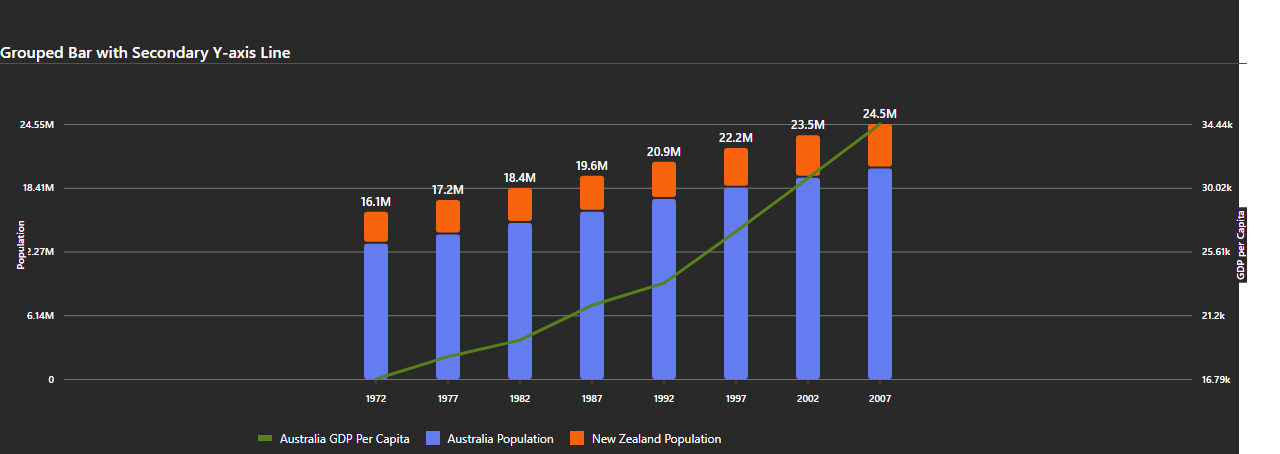 Grouped Bar with Secondary Y-axis Line
24.5M
23.5M
22.2M
20.9M
19.6M
18.4M
17.2M
16.1M
24.55M
18.41M
2.27M
6.14M
0
Population
34.44k
30.02k
25.61k
21.2k
16.79k
GDP per Capita
1972 1977 1982 1987 1992 1997 2002 2007
Australia GDP Per Capita Australia Population New Zealand Population